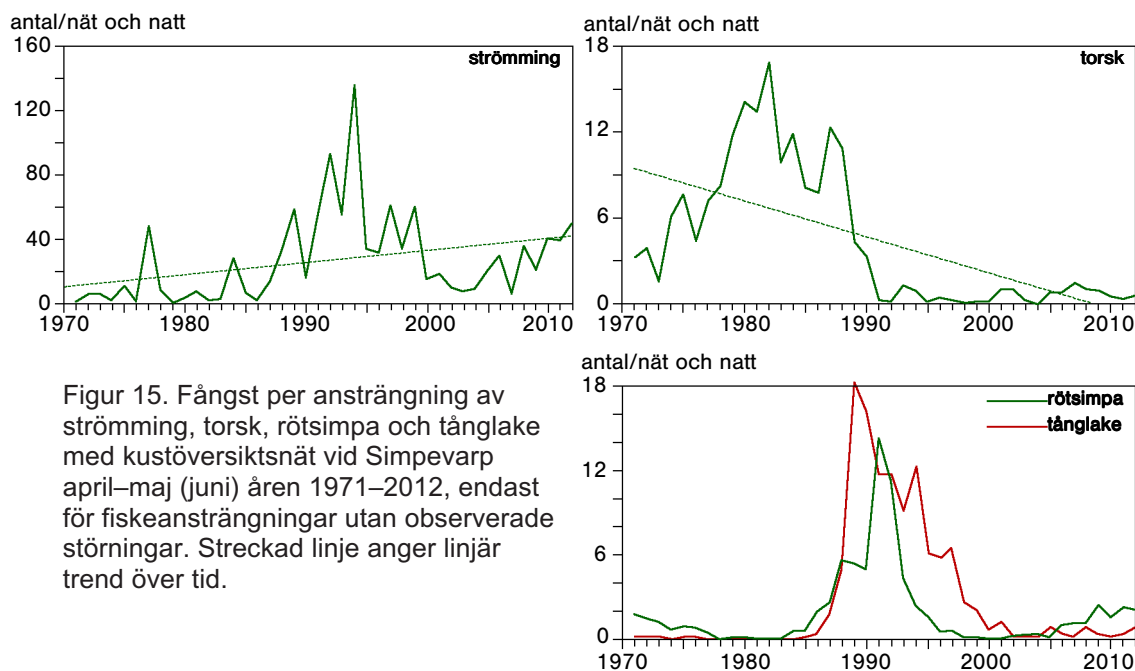 antal/nät och natt
strömming
160
120
80
40
0
1970 1980 1990 2000 2010
antal/nät och natt
torsk
18
12
6
0
1970 1980 1990 2000 2010
Figur 15. Fångst per ansträngning av
strömming, torsk, rötsimpa och tånglake
med kustöversiktsnät vid Simpevarp
april–maj (juni) åren 1971–2012, endast
för fiskeansträngningar utan observerade
störningar. Streckad linje anger linjär
trend över tid.
antal/nät och natt
rötsimpa
tånglake
18
12
6
0
1970 1980 1990 2000 2010